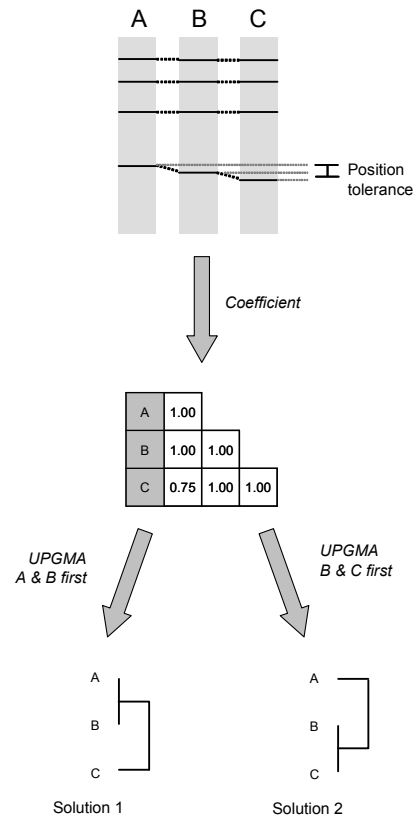 A B C
Position
tolerance
Coefficient
A 1.00
B 1.00 1.00
C 0.75 1.00 1.00
UPGMA
A & B first
UPGMA
B & C first
A
B
C
Solution 1
A
B
C
Solution 2